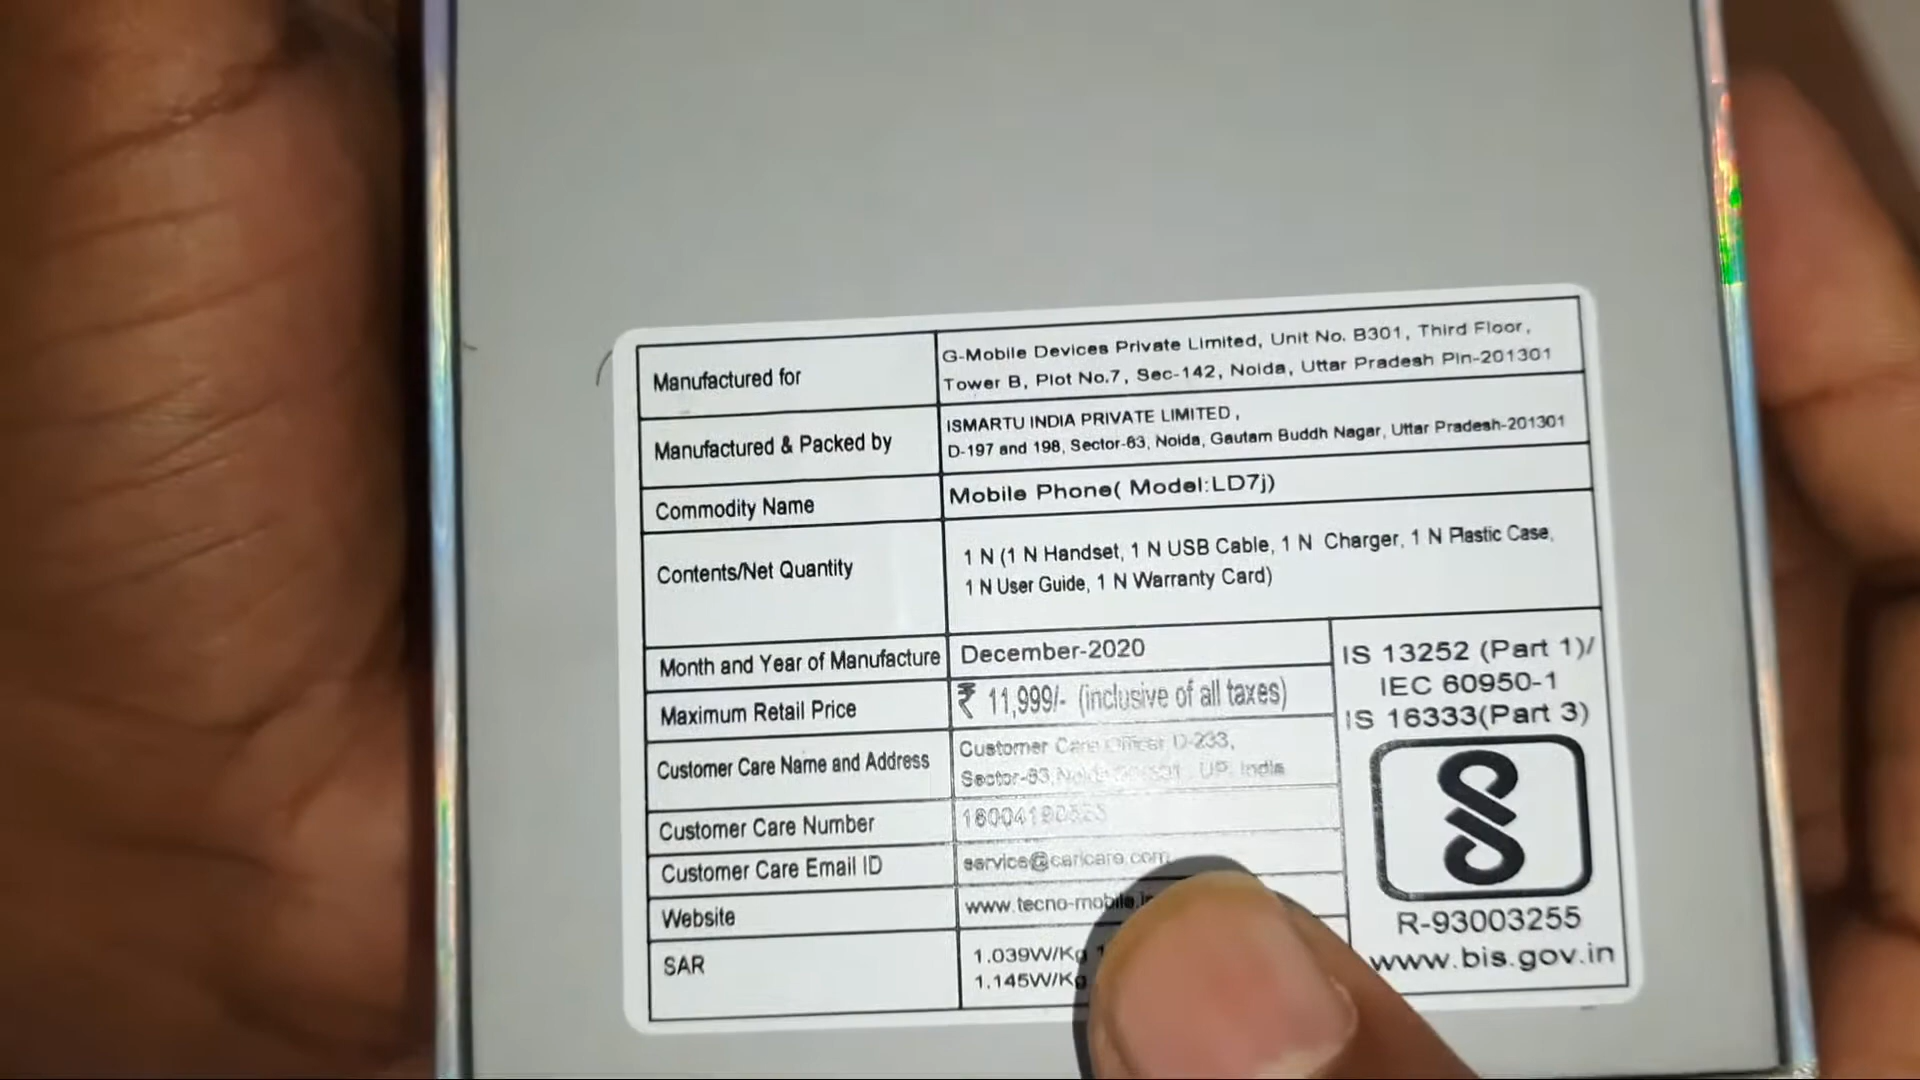 Manufactured for
G-Mobile Devices Private Limited, Unit No. B301, Third Floor,
Tower B, Plot No.7, Sec-142, Noida, Uttar Pradesh Pin-201301
Manufactured & Packed by
ISMARTU INDIA PRIVATE LIMITED,
D-197 and 198, Sector-63, Noida, Gautam Buddh Nagar, Uttar Pradesh-201301
Commodity Name
Mobile Phone( Model:LD7j)
Contents/Net Quantity
1 N (1 N Handset, 1 N USB Cable, 1 N Charger, 1 N Plastic Case,
1 N User Guide, 1 N Warranty Card)
Month and Year of Manufacture
December-2020
Maximum Retail Price
₹ 11,999/- (inclusive of all taxes)
Customer Care Name and Address
Customer Care Officer D-233,
Sector-63, Noida UP, India
Customer Care Number
Customer Care Email ID
service@carlcare.com
Website
www.tecno-mobile.in
SAR
1.039W/Kg
1.145W/Kg
IS 13252 (Part 1)/
IEC 60950-1
IS 16333(Part 3)
R-93003255
www.bis.gov.in